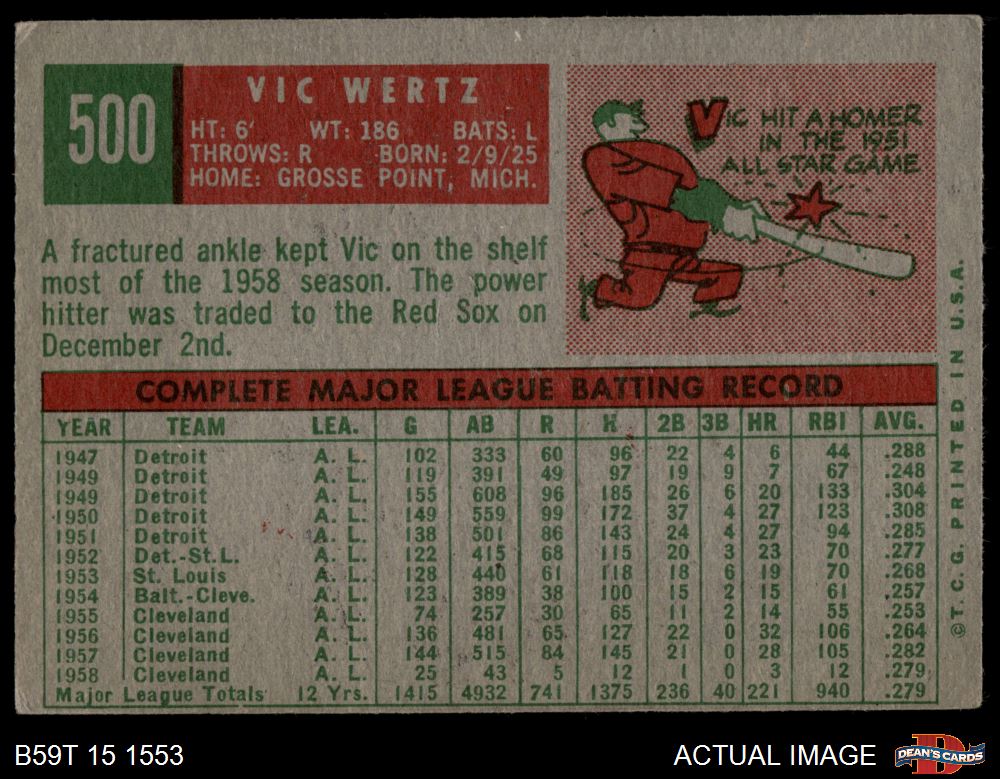 500
VIC WERTZ
HT: 6' WT: 186 BATS: L
THROWS: R BORN: 2/9/25
HOME: GROSSE POINT, MICH.
VIC HIT A HOMER
IN THE 1951
ALL STAR GAME
A fractured ankle kept Vic on the shelf
most of the 1958 season. The power
hitter was traded to the Red Sox on
December 2nd.
COMPLETE MAJOR LEAGUE BATTING RECORD
YEAR TEAM LEA. G AB R H 2B 3B HR RBI AVG.
1947 Detroit A. L. 102 333 60 96 22 4 6 44 .288
1949 Detroit A. L. 119 391 49 97 19 9 7 67 .248
1949 Detroit A. L. 155 608 96 185 26 6 20 133 .304
1950 Detroit A. L. 149 559 99 172 37 4 27 123 .308
1951 Detroit A. L. 138 501 86 143 24 4 27 94 .285
1952 Det.-St.L. A. L. 122 415 68 115 20 3 23 70 .277
1953 St. Louis A. L. 128 440 61 118 18 6 19 70 .268
1954 Balt.-Cleve. A. L. 123 389 38 100 15 2 15 61 .257
1955 Cleveland A. L. 74 257 30 65 11 2 14 55 .253
1956 Cleveland A. L. 136 481 65 127 22 0 32 106 .264
1957 Cleveland A. L. 144 515 84 145 21 0 28 105 .282
1958 Cleveland A. L. 25 43 5 12 1 0 3 12 .279
Major League Totals 12 Yrs. 1415 4932 741 1375 236 40 221 940 .279
©T. C. G. PRINTED IN U.S.A.
B59T 15 1553
ACTUAL IMAGE
DEAN'S CARDS